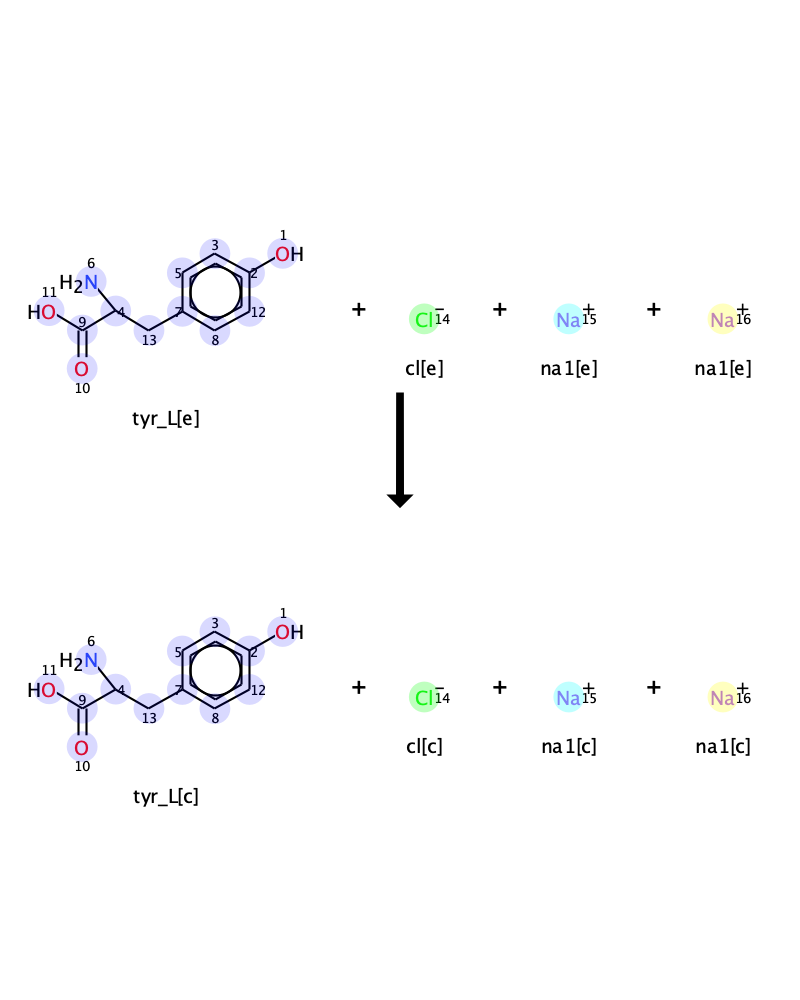 1
3
OH
6
5
2
H2N
11
HO
4
7
12
9
13
8
O
10
+ Cl− 14 + Na+ 15 + Na+ 16
cl[e] na1[e] na1[e]
tyr_L[e]
1
3
OH
6
5
2
H2N
11
HO
4
7
12
9
13
8
O
10
+ Cl− 14 + Na+ 15 + Na+ 16
cl[c] na1[c] na1[c]
tyr_L[c]